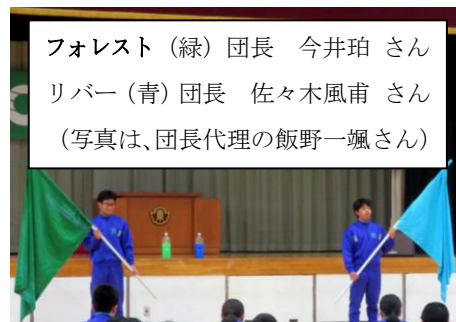 フォレスト（緑）団長　今井珀 さん
リバー（青）団長　佐々木風甫 さん
（写真は、団長代理の飯野一颯さん）